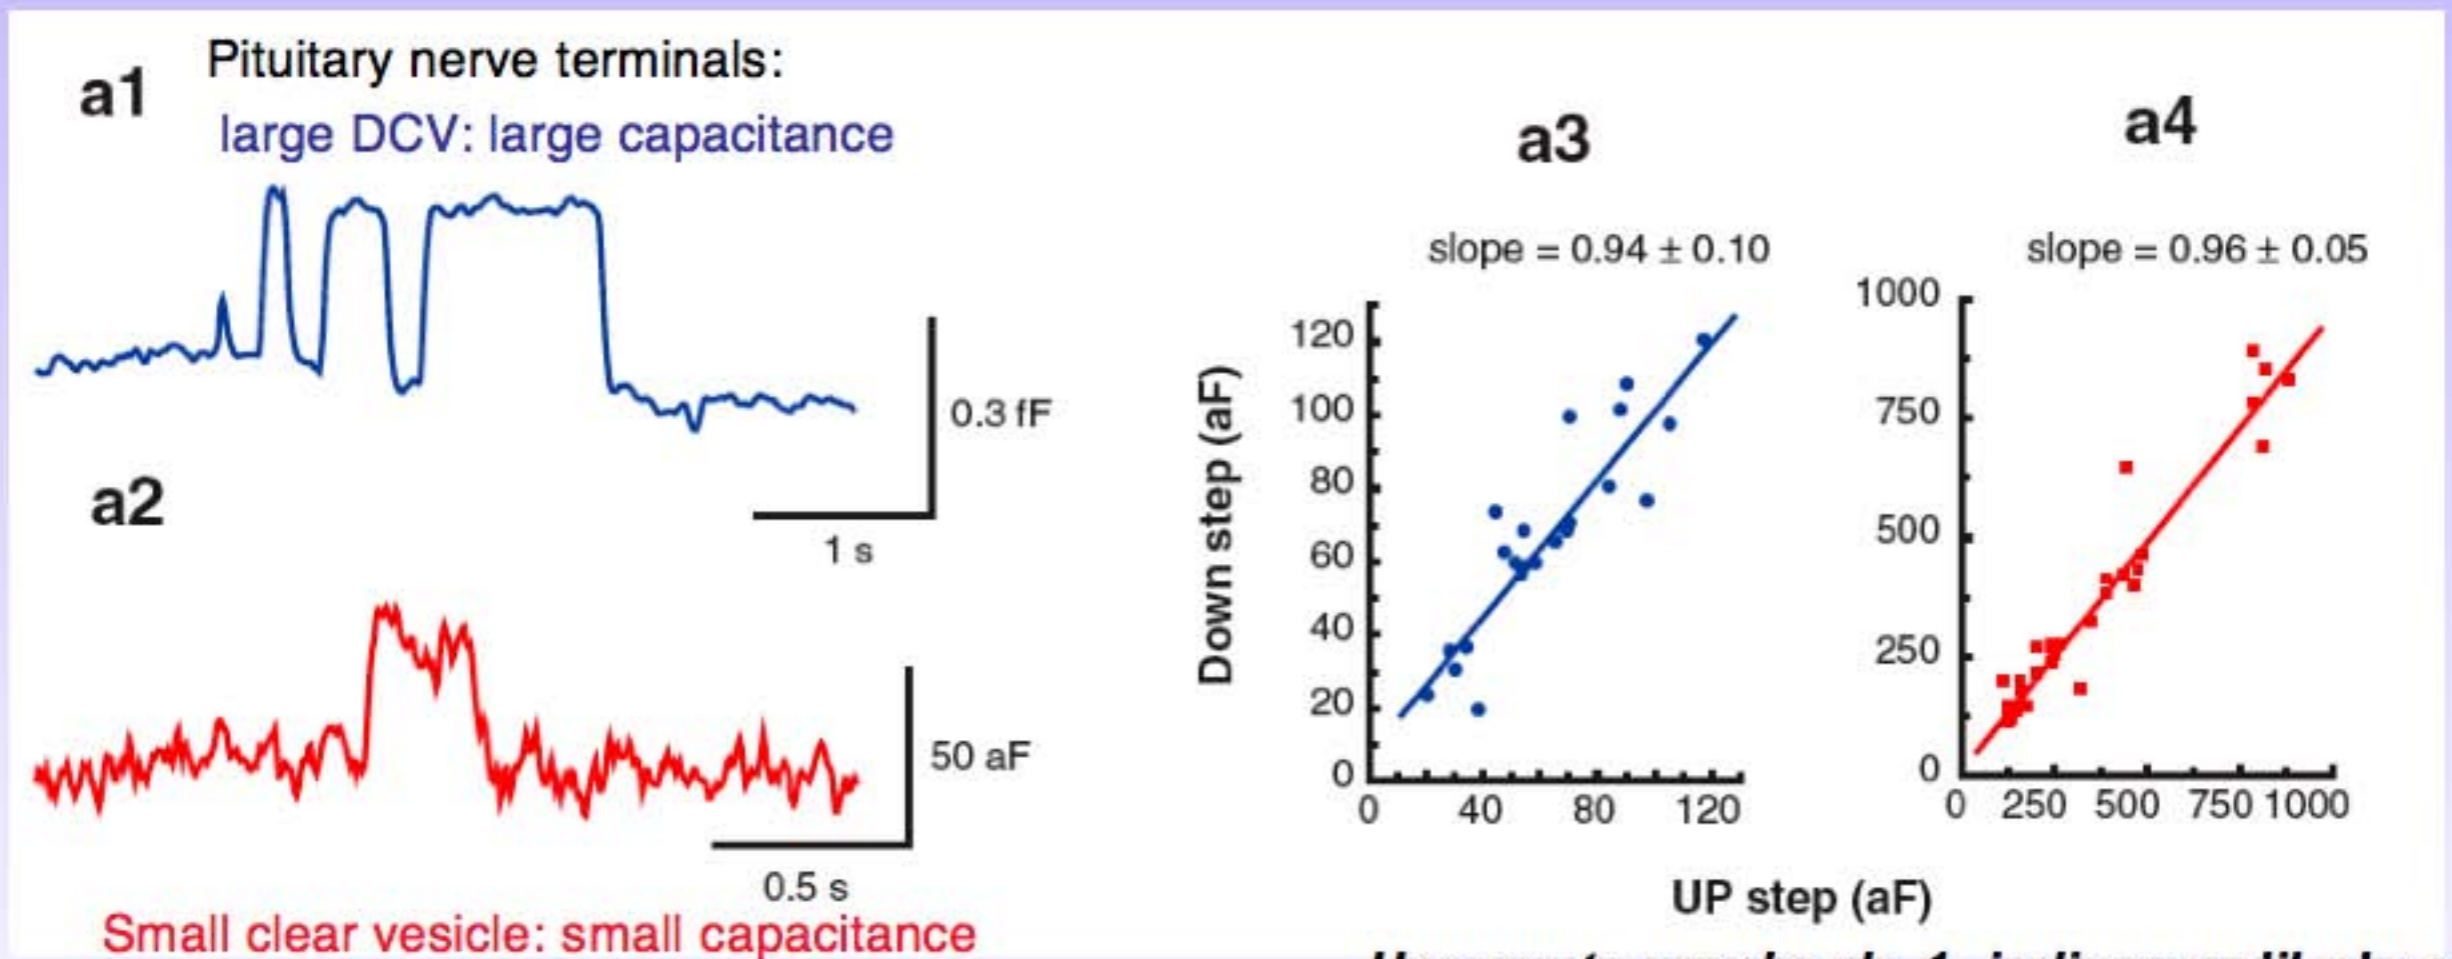 a1
Pituitary nerve terminals:
large DCV: large capacitance
0.3 fF
1 s
a2
50 aF
0.5 s
Small clear vesicle: small capacitance
a3
slope = 0.94 ± 0.10
Down step (aF)
120
100
80
60
40
20
0
0 40 80 120
a4
slope = 0.96 ± 0.05
1000
750
500
250
0
0 250 500 750 1000
UP step (aF)